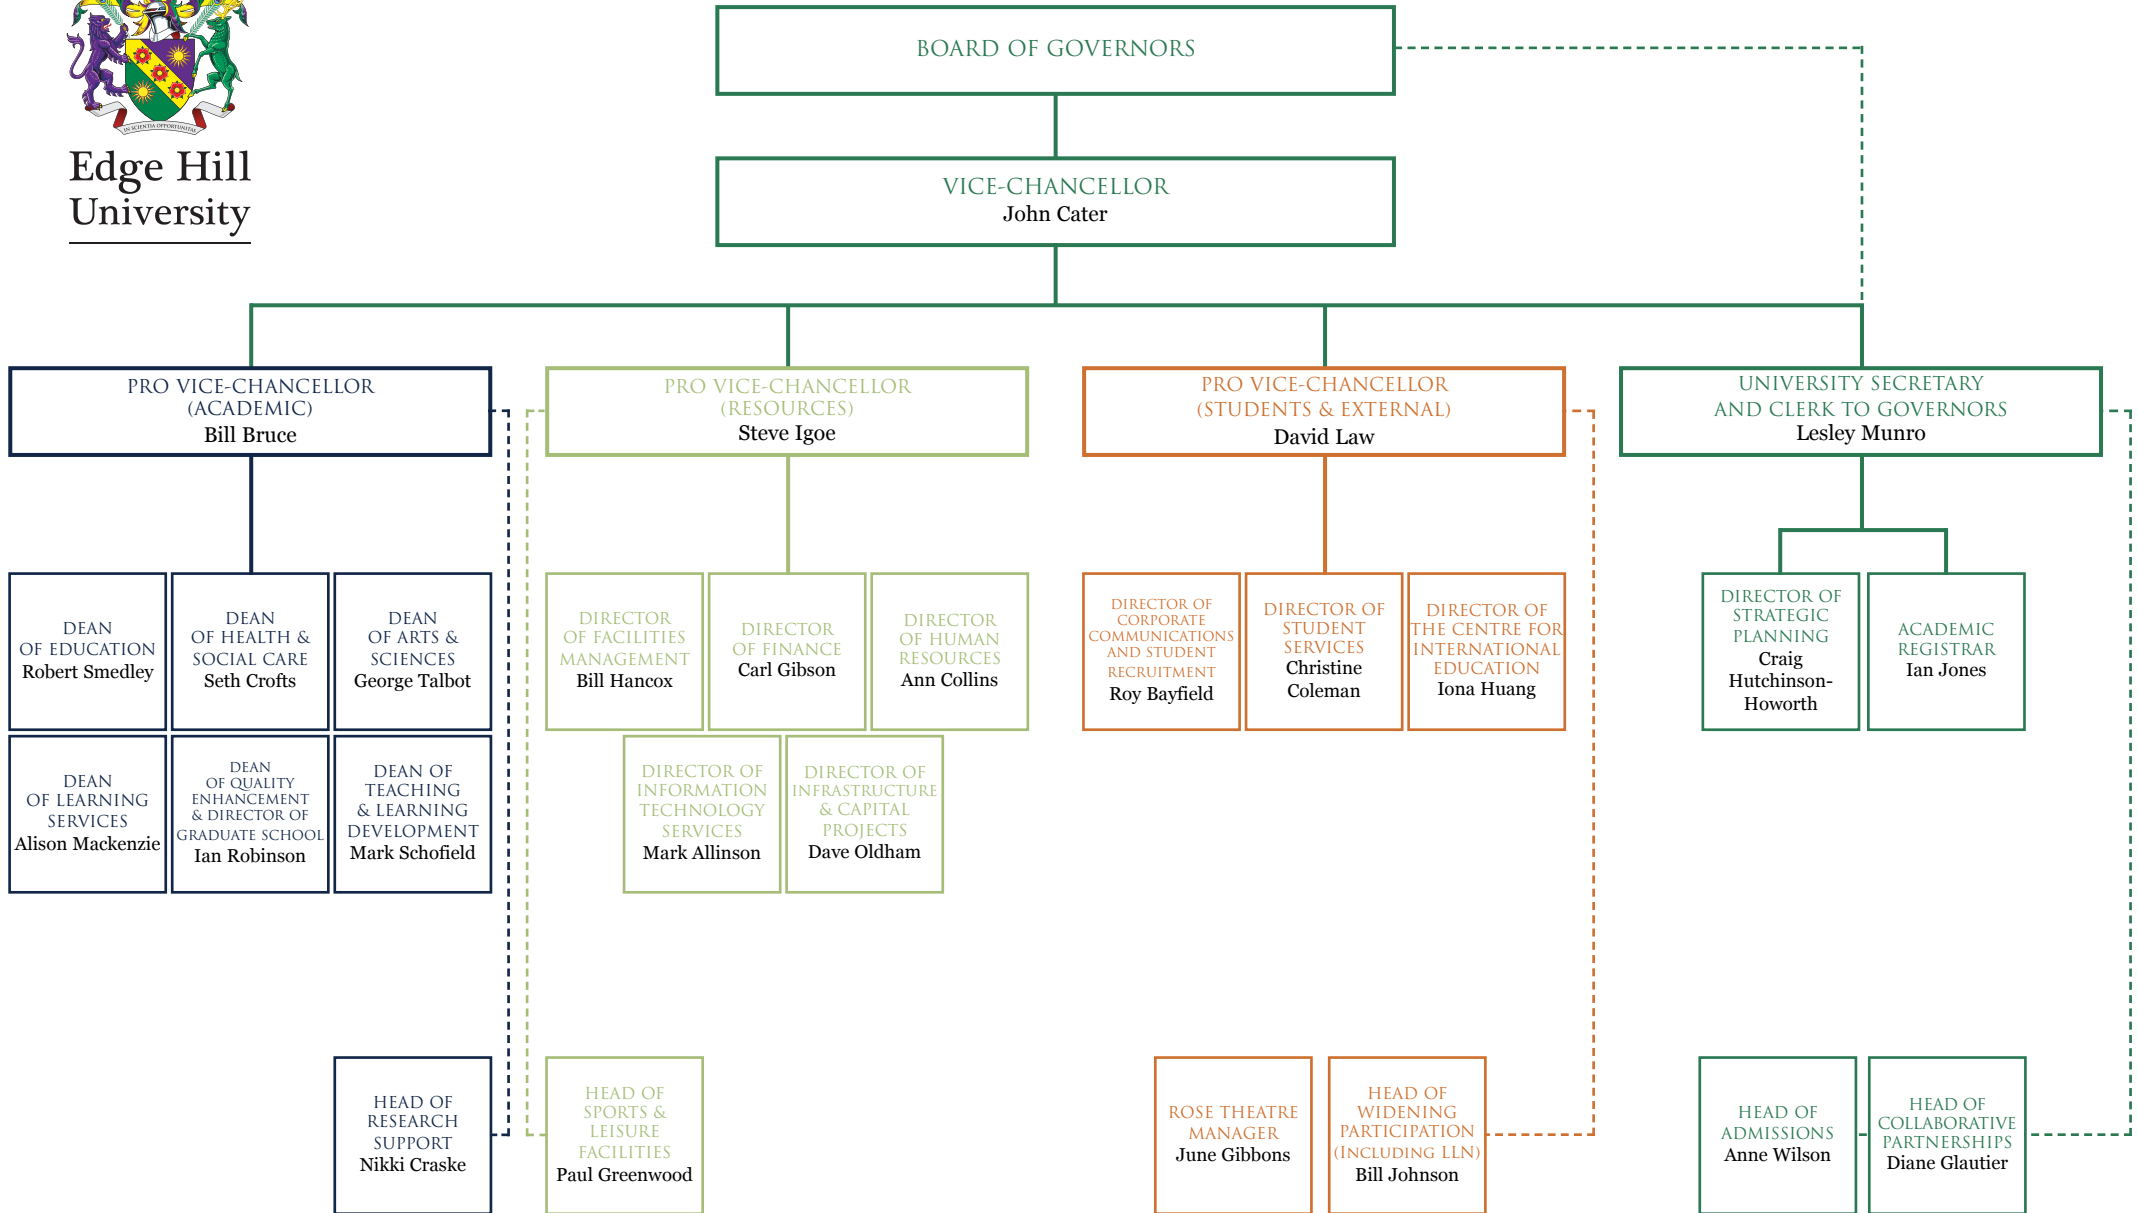 IN SCIENTIA OPPORTUNITAS
Edge Hill
University
BOARD OF GOVERNORS
VICE-CHANCELLOR
John Cater
PRO VICE-CHANCELLOR
(ACADEMIC)
Bill Bruce
PRO VICE-CHANCELLOR
(RESOURCES)
Steve Igoe
PRO VICE-CHANCELLOR
(STUDENTS & EXTERNAL)
David Law
UNIVERSITY SECRETARY
AND CLERK TO GOVERNORS
Lesley Munro
DEAN
OF EDUCATION
Robert Smedley
DEAN
OF HEALTH &
SOCIAL CARE
Seth Crofts
DEAN
OF ARTS &
SCIENCES
George Talbot
DIRECTOR
OF FACILITIES
MANAGEMENT
Bill Hancox
DIRECTOR
OF FINANCE
Carl Gibson
DIRECTOR
OF HUMAN
RESOURCES
Ann Collins
DIRECTOR OF
CORPORATE
COMMUNICATIONS
AND STUDENT
RECRUITMENT
Roy Bayfield
DIRECTOR OF
STUDENT
SERVICES
Christine
Coleman
DIRECTOR OF
THE CENTRE FOR
INTERNATIONAL
EDUCATION
Iona Huang
DIRECTOR OF
STRATEGIC
PLANNING
Craig
Hutchinson-
Howorth
ACADEMIC
REGISTRAR
Ian Jones
DEAN
OF LEARNING
SERVICES
Alison Mackenzie
DEAN
OF QUALITY
ENHANCEMENT
& DIRECTOR OF
GRADUATE SCHOOL
Ian Robinson
DEAN OF
TEACHING
& LEARNING
DEVELOPMENT
Mark Schofield
DIRECTOR OF
INFORMATION
TECHNOLOGY
SERVICES
Mark Allinson
DIRECTOR OF
INFRASTRUCTURE
& CAPITAL
PROJECTS
Dave Oldham
HEAD OF
RESEARCH
SUPPORT
Nikki Craske
HEAD OF
SPORTS &
LEISURE
FACILITIES
Paul Greenwood
ROSE THEATRE
MANAGER
June Gibbons
HEAD OF
WIDENING
PARTICIPATION
(INCLUDING LLN)
Bill Johnson
HEAD OF
ADMISSIONS
Anne Wilson
HEAD OF
COLLABORATIVE
PARTNERSHIPS
Diane Glautier